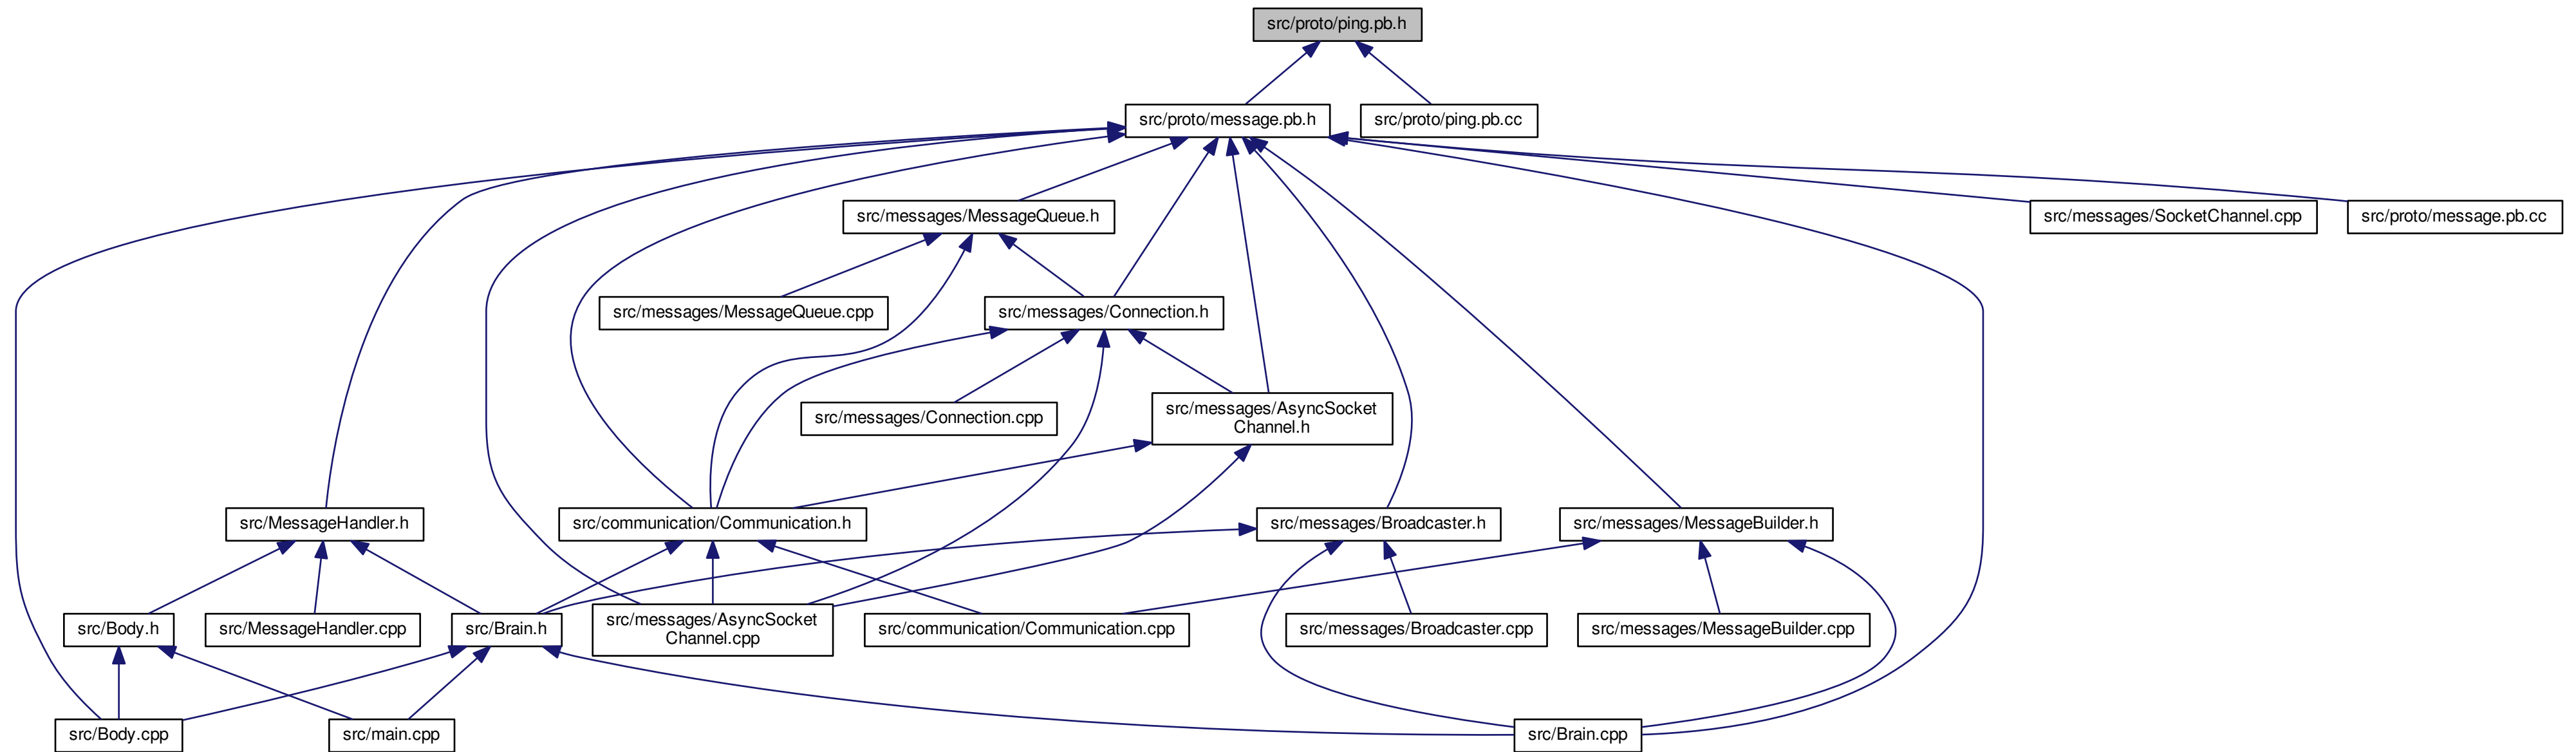 src/proto/ping.pb.h
src/proto/message.pb.h
src/proto/ping.pb.cc
src/messages/MessageQueue.h
src/messages/SocketChannel.cpp
src/proto/message.pb.cc
src/messages/MessageQueue.cpp
src/messages/Connection.h
src/messages/Connection.cpp
src/messages/AsyncSocket
Channel.h
src/MessageHandler.h
src/communication/Communication.h
src/messages/Broadcaster.h
src/messages/MessageBuilder.h
src/Body.h
src/MessageHandler.cpp
src/Brain.h
src/messages/AsyncSocket
Channel.cpp
src/communication/Communication.cpp
src/messages/Broadcaster.cpp
src/messages/MessageBuilder.cpp
src/Body.cpp
src/main.cpp
src/Brain.cpp